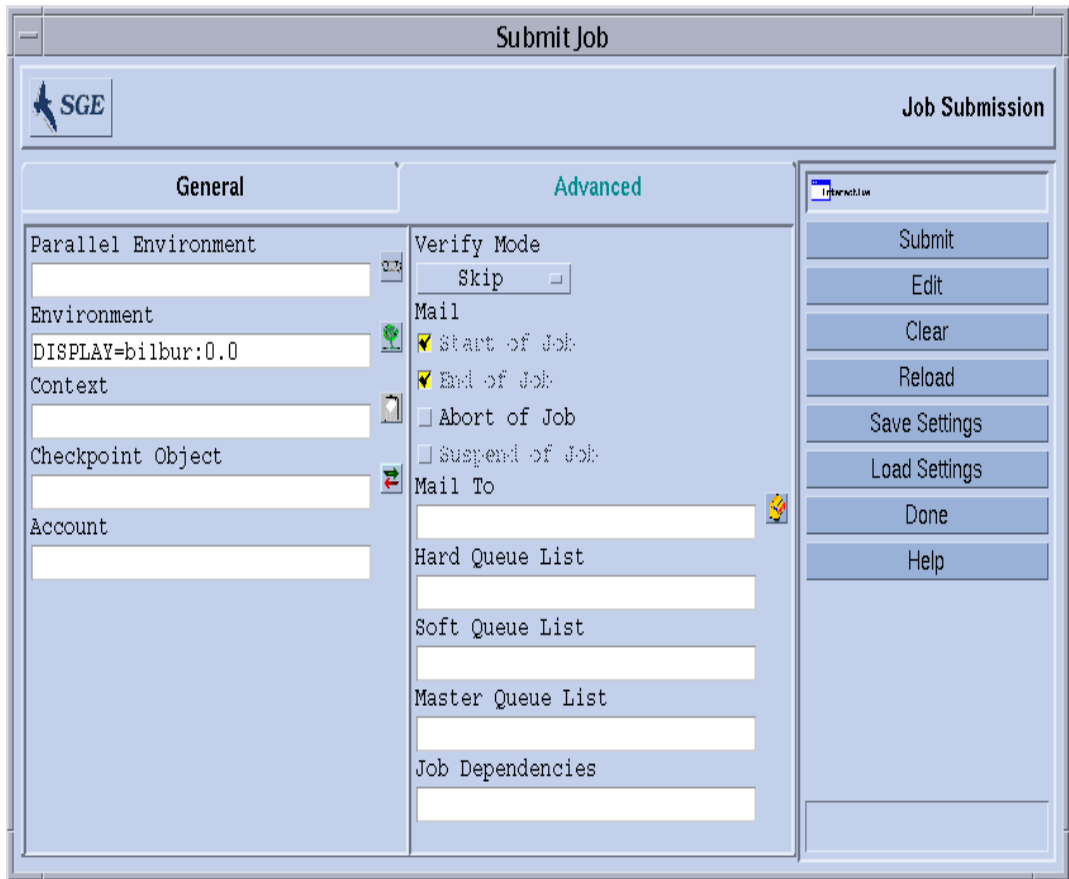 Submit Job
SGE
Job Submission
General
Advanced
Interactive
Parallel Environment
Environment
DISPLAY=bilbur:0.0
Context
Checkpoint Object
Account
Verify Mode
Skip
Mail
Start of Job
End of Job
Abort of Job
Suspend of Job
Mail To
Hard Queue List
Soft Queue List
Master Queue List
Job Dependencies
Submit
Edit
Clear
Reload
Save Settings
Load Settings
Done
Help